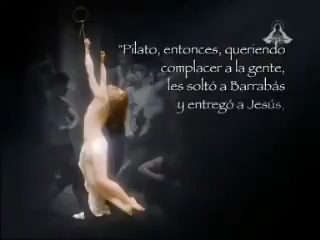 "Pilato, entonces, queriendo
complacer a la gente,
les soltó a Barrabás
y entregó a Jesús,